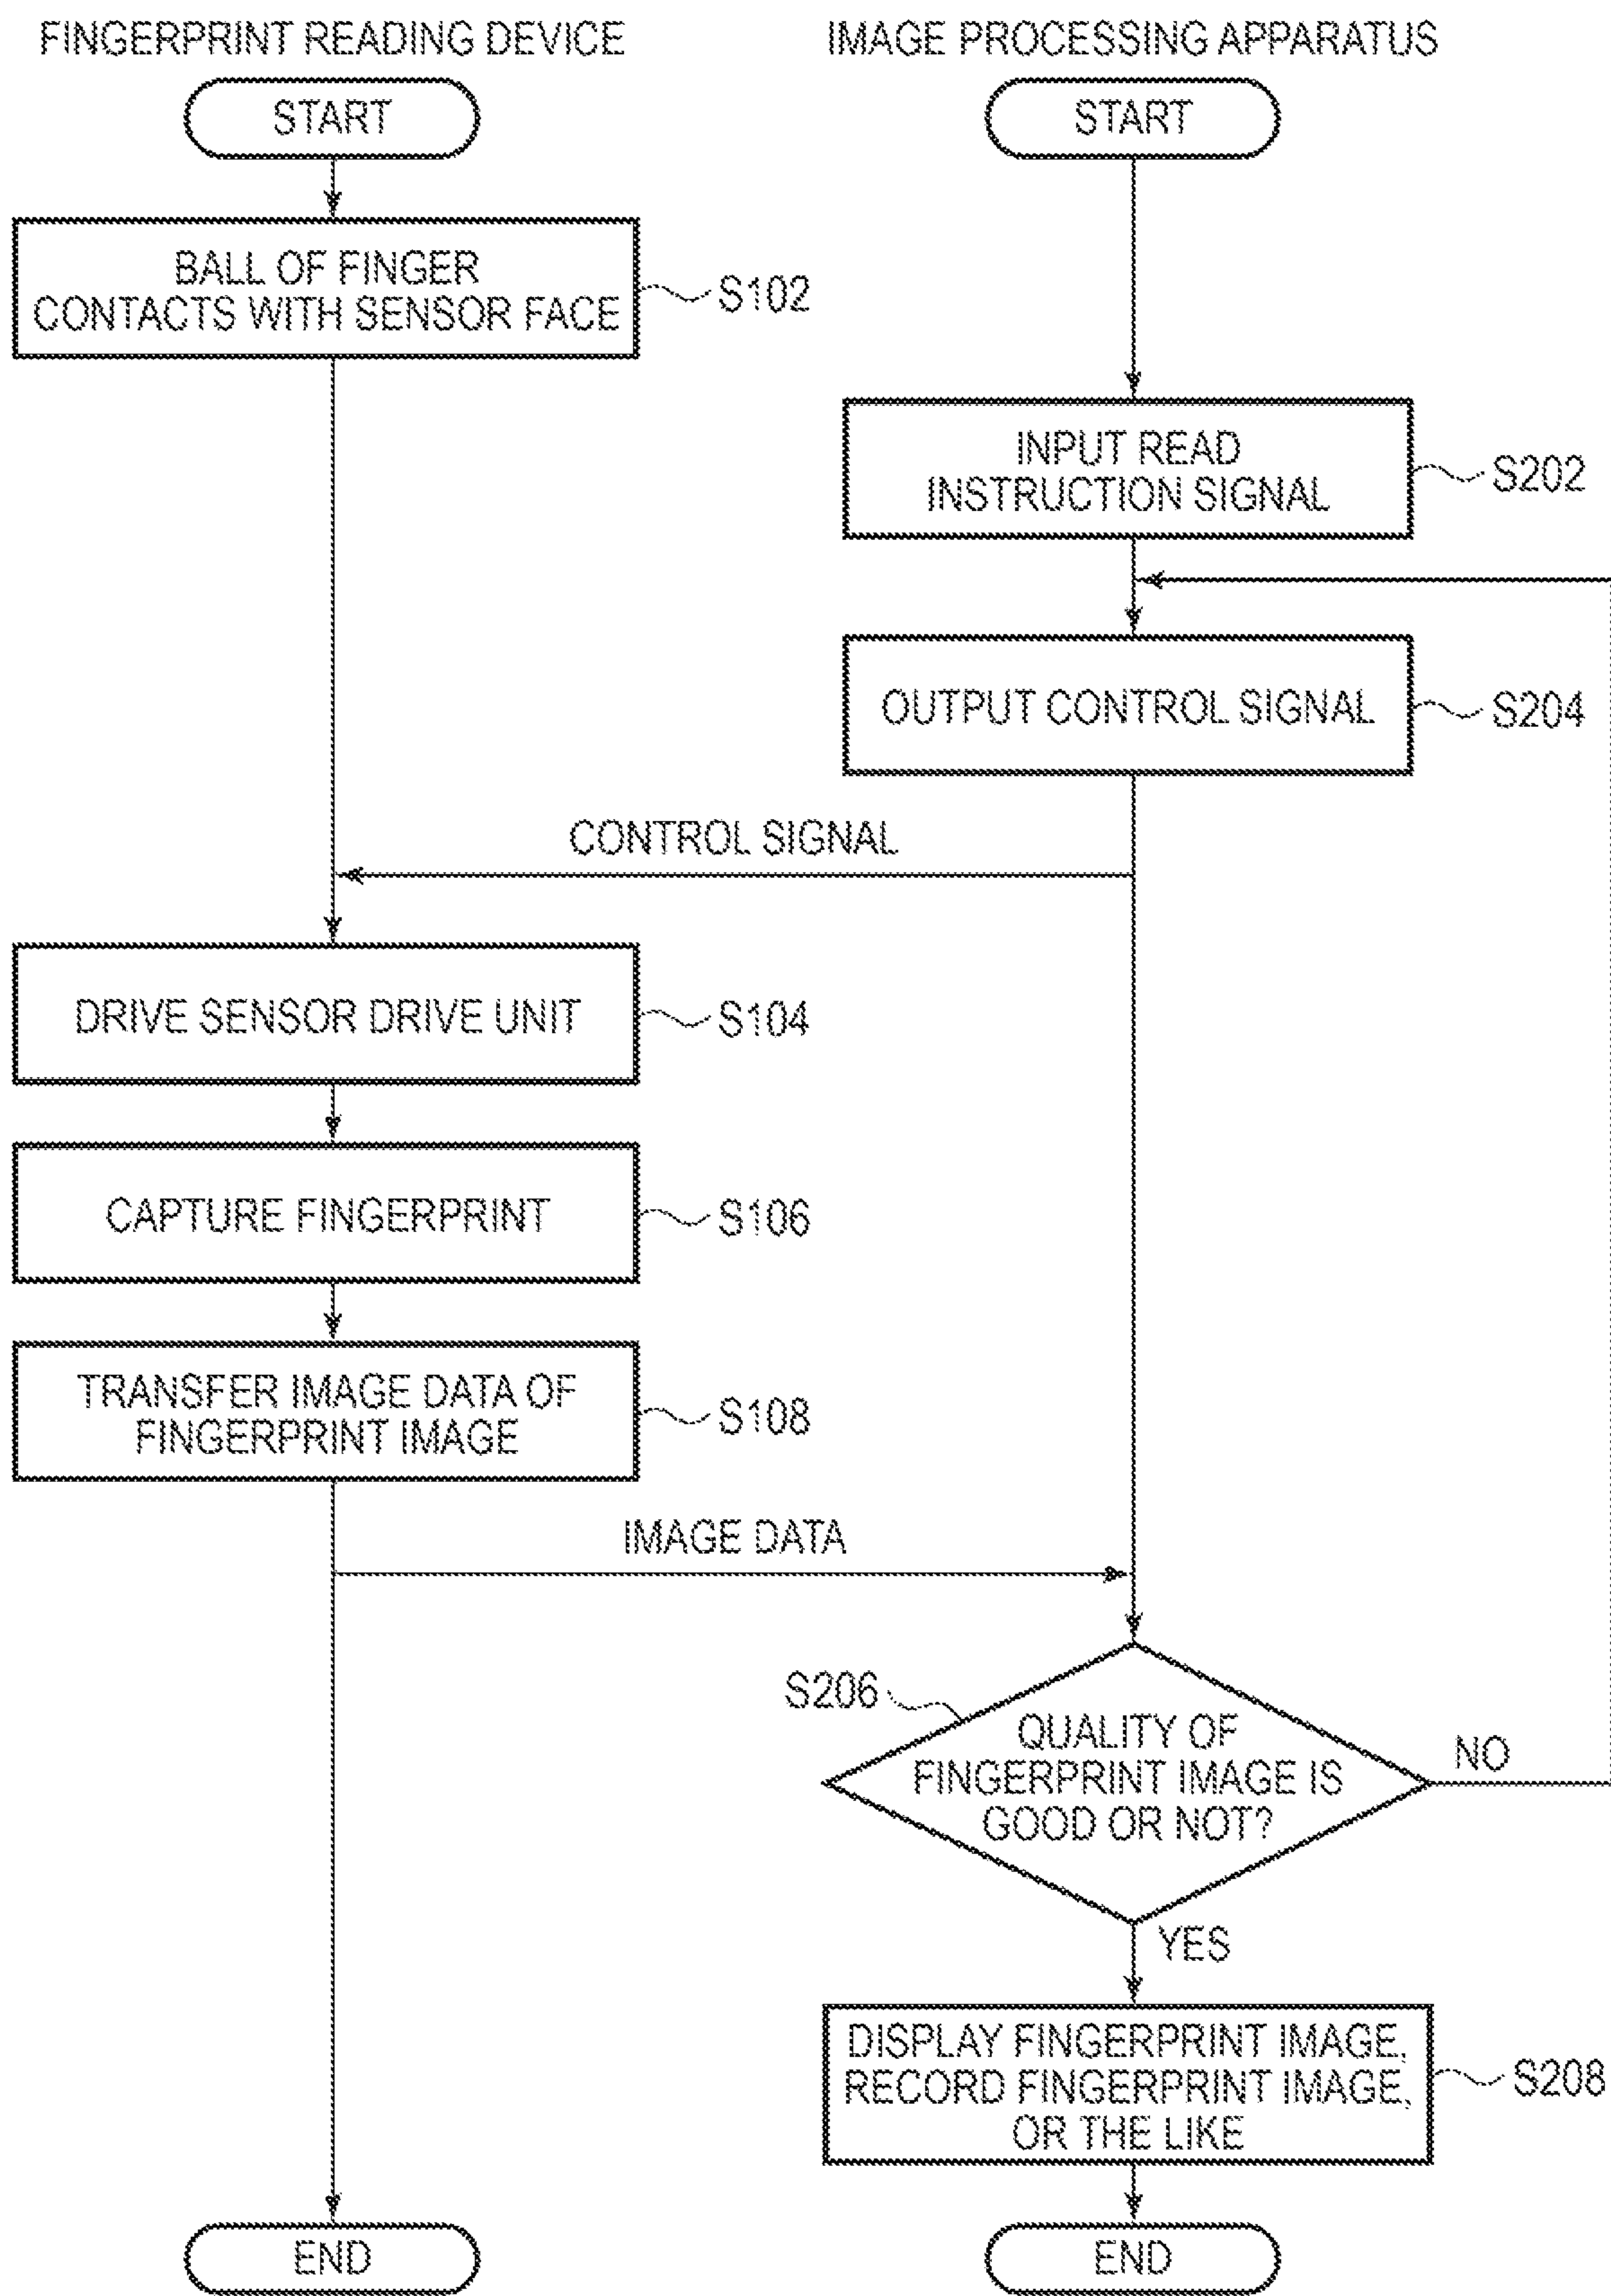 FINGERPRINT READING DEVICE
IMAGE PROCESSING APPARATUS
START
START
BALL OF FINGER
CONTACTS WITH SENSOR FACE
S102
INPUT READ
INSTRUCTION SIGNAL
S202
OUTPUT CONTROL SIGNAL
S204
CONTROL SIGNAL
DRIVE SENSOR DRIVE UNIT
S104
CAPTURE FINGERPRINT
S106
TRANSFER IMAGE DATA OF
FINGERPRINT IMAGE
S108
IMAGE DATA
S206
QUALITY OF
FINGERPRINT IMAGE IS
GOOD OR NOT?
NO
YES
DISPLAY FINGERPRINT IMAGE,
RECORD FINGERPRINT IMAGE,
OR THE LIKE
S208
END
END